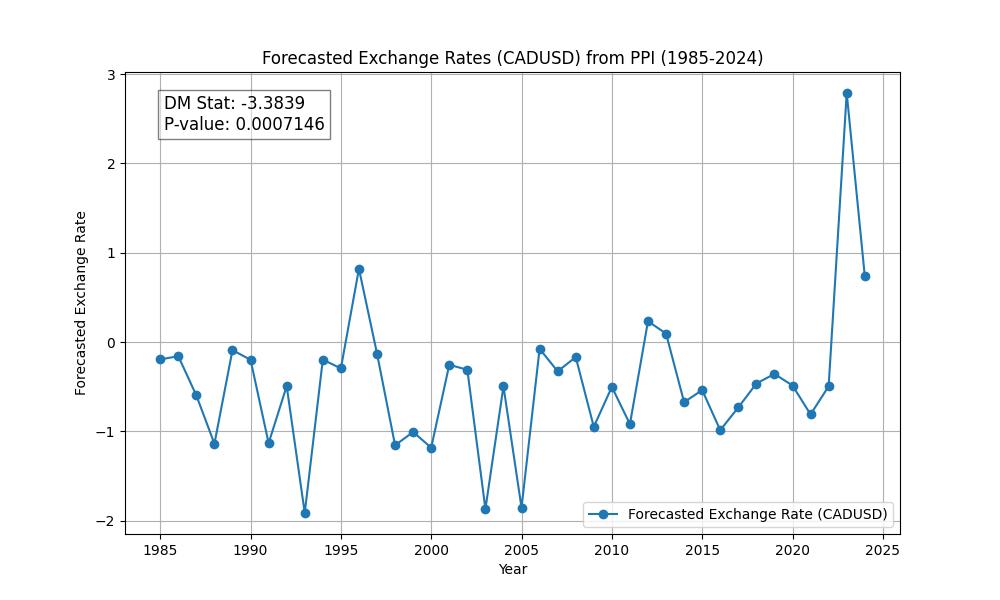 Forecasted Exchange Rates (CADUSD) from PPI (1985-2024)
DM Stat: -3.3839
P-value: 0.0007146
Forecasted Exchange Rate
3
2
1
0
−1
−2
Forecasted Exchange Rate (CADUSD)
1985 1990 1995 2000 2005 2010 2015 2020 2025
Year